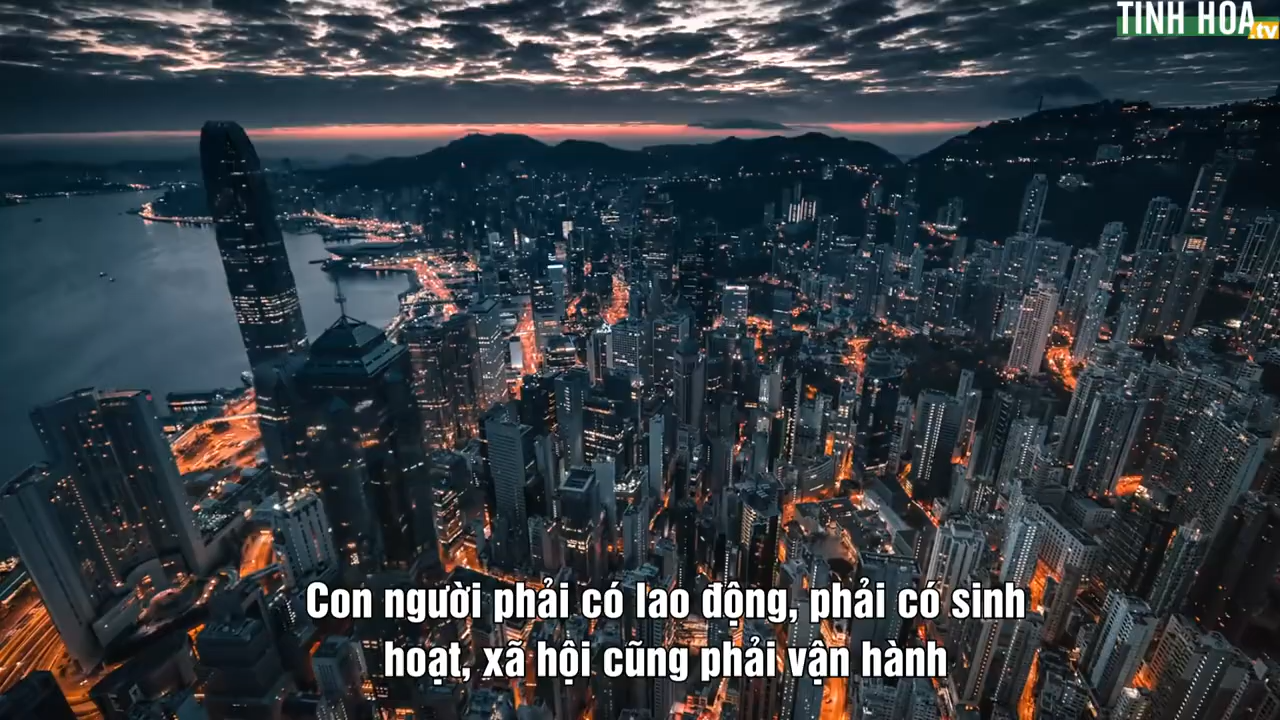 TINH HOA
.tv
Con người phải có lao động, phải có sinh
hoạt, xã hội cũng phải vận hành